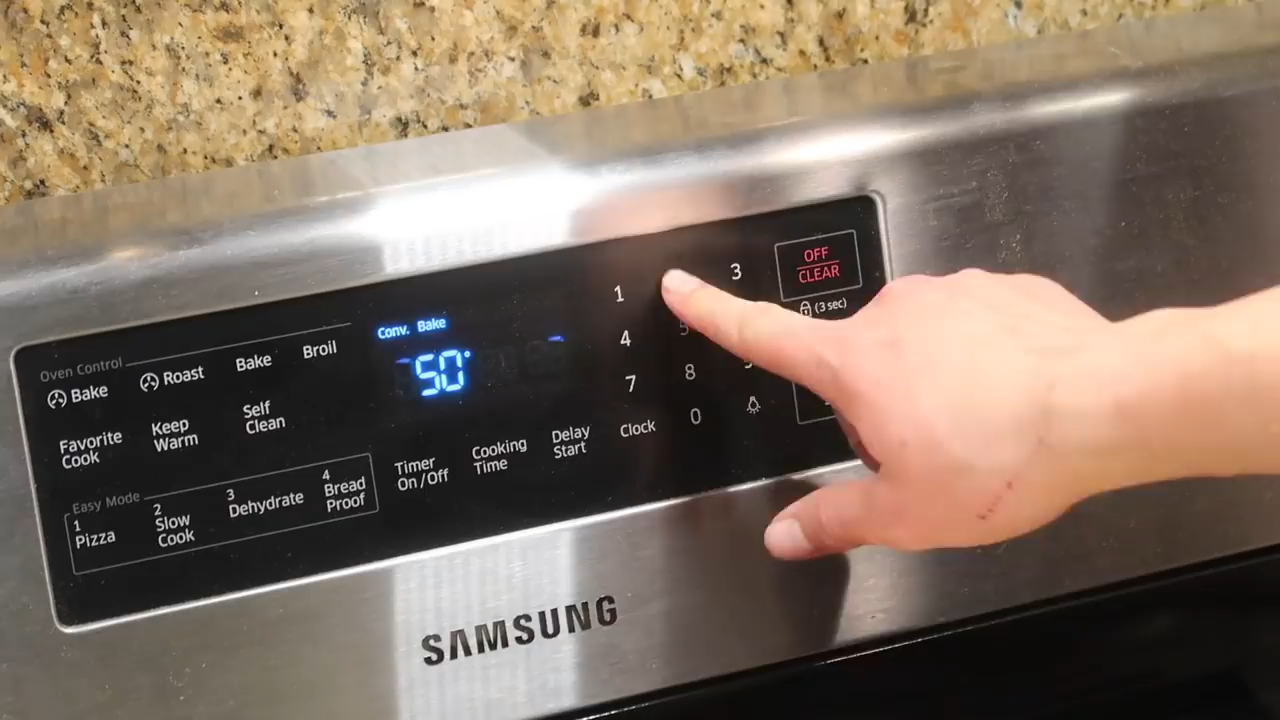 Oven Control
Bake
Roast
Bake
Broil
Favorite
Cook
Keep
Warm
Self
Clean
Easy Mode
1
Pizza
2
Slow
Cook
3
Dehydrate
4
Bread
Proof
Conv. Bake
50°
Timer
On/Off
Cooking
Time
Delay
Start
Clock
1
3
4
5
7
8
0
OFF
CLEAR
(3 sec)
SAMSUNG